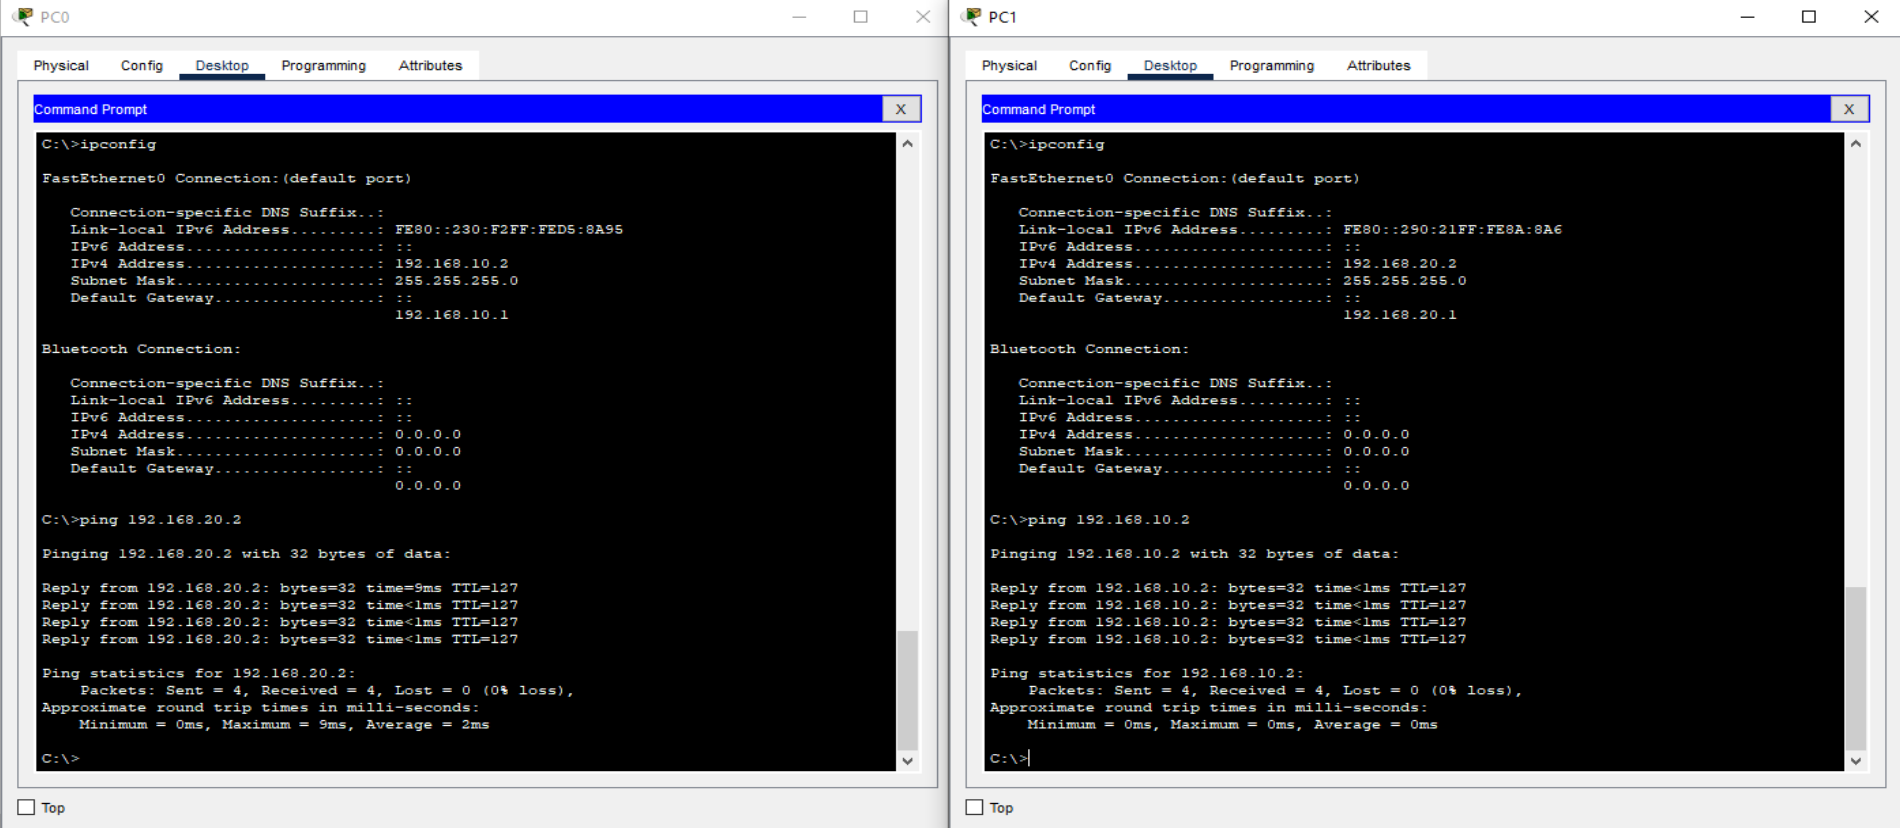 PC0
Physical Config Desktop Programming Attributes
Command Prompt X
C:\>ipconfig
FastEthernet0 Connection:(default port)
Connection-specific DNS Suffix..:
Link-local IPv6 Address.........: FE80::230:F2FF:FED5:8A95
IPv6 Address....................: ::
IPv4 Address....................: 192.168.10.2
Subnet Mask.....................: 255.255.255.0
Default Gateway.................: ::
192.168.10.1
Bluetooth Connection:
Connection-specific DNS Suffix..:
Link-local IPv6 Address.........: ::
IPv6 Address....................: ::
IPv4 Address....................: 0.0.0.0
Subnet Mask.....................: 0.0.0.0
Default Gateway.................: ::
0.0.0.0
C:\>ping 192.168.20.2
Pinging 192.168.20.2 with 32 bytes of data:
Reply from 192.168.20.2: bytes=32 time=9ms TTL=127
Reply from 192.168.20.2: bytes=32 time<1ms TTL=127
Reply from 192.168.20.2: bytes=32 time<1ms TTL=127
Reply from 192.168.20.2: bytes=32 time<1ms TTL=127
Ping statistics for 192.168.20.2:
Packets: Sent = 4, Received = 4, Lost = 0 (0% loss),
Approximate round trip times in milli-seconds:
Minimum = 0ms, Maximum = 9ms, Average = 2ms
C:\>
Top
PC1
Physical Config Desktop Programming Attributes
Command Prompt X
C:\>ipconfig
FastEthernet0 Connection:(default port)
Connection-specific DNS Suffix..:
Link-local IPv6 Address.........: FE80::290:21FF:FE8A:8A6
IPv6 Address....................: ::
IPv4 Address....................: 192.168.20.2
Subnet Mask.....................: 255.255.255.0
Default Gateway.................: ::
192.168.20.1
Bluetooth Connection:
Connection-specific DNS Suffix..:
Link-local IPv6 Address.........: ::
IPv6 Address....................: ::
IPv4 Address....................: 0.0.0.0
Subnet Mask.....................: 0.0.0.0
Default Gateway.................: ::
0.0.0.0
C:\>ping 192.168.10.2
Pinging 192.168.10.2 with 32 bytes of data:
Reply from 192.168.10.2: bytes=32 time<1ms TTL=127
Reply from 192.168.10.2: bytes=32 time<1ms TTL=127
Reply from 192.168.10.2: bytes=32 time<1ms TTL=127
Reply from 192.168.10.2: bytes=32 time<1ms TTL=127
Ping statistics for 192.168.10.2:
Packets: Sent = 4, Received = 4, Lost = 0 (0% loss),
Approximate round trip times in milli-seconds:
Minimum = 0ms, Maximum = 0ms, Average = 0ms
C:\>
Top